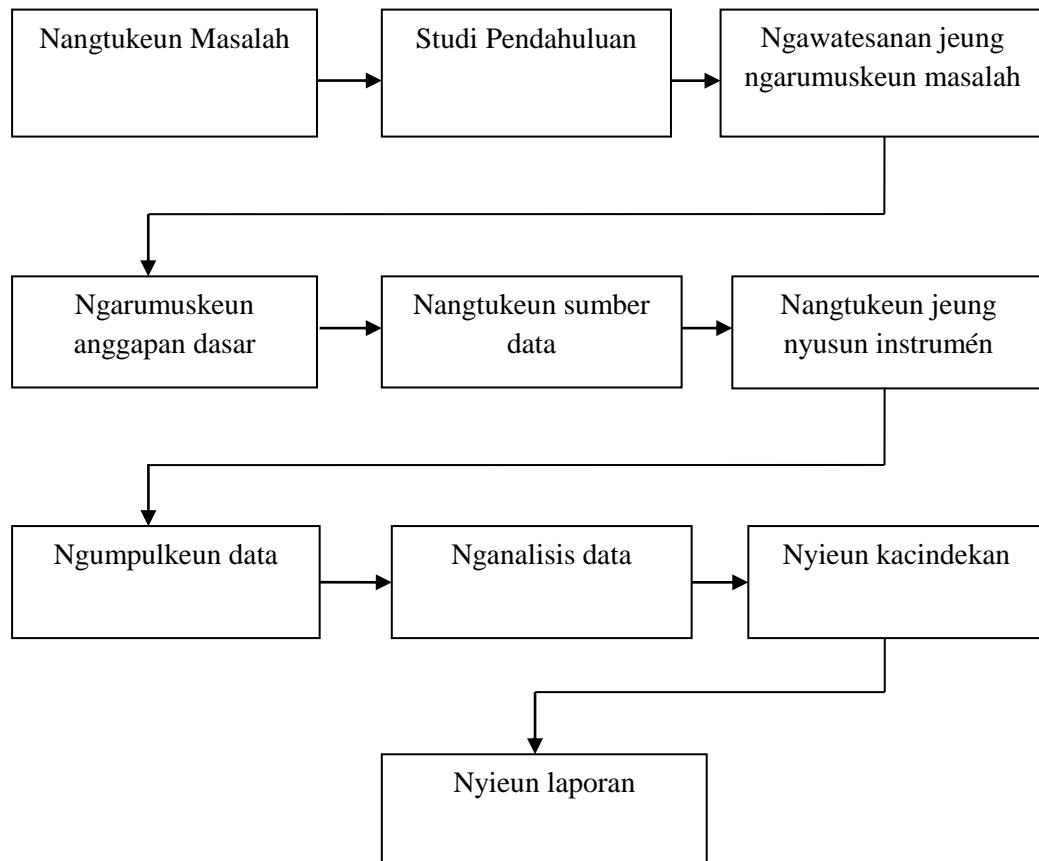 Nangtukeun Masalah
Studi Pendahuluan
Ngawatesanan jeung
ngarumuskeun masalah
Ngarumuskeun
anggapan dasar
Nangtukeun sumber
data
Nangtukeun jeung
nyusun instrumén
Ngumpulkeun data
Nganalisis data
Nyieun kacindekan
Nyieun laporan